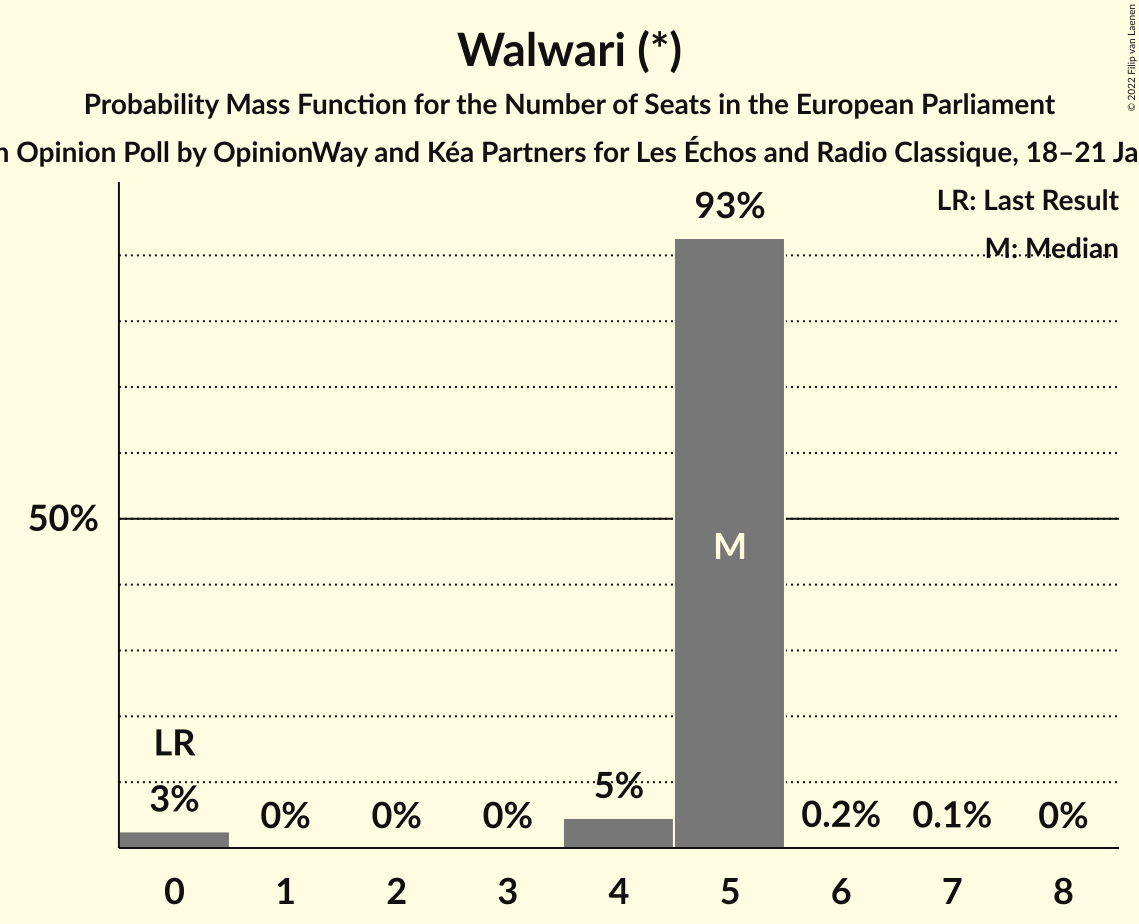 Walwari (*)
Probability Mass Function for the Number of Seats in the European Parliament
n Opinion Poll by OpinionWay and Kéa Partners for Les Échos and Radio Classique, 18–21 Ja
© 2022 Filip van Laenen
LR: Last Result
M: Median
93%
50%
M
LR
3%
0%
0%
0%
5%
0.2%
0.1%
0%
0 1 2 3 4 5 6 7 8